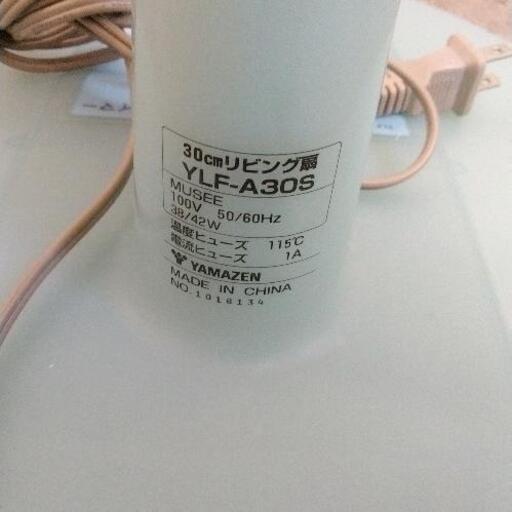 30cmリビング扇
YLF-A30S
MUSEE
100V 50/60Hz
38/42W
温度ヒューズ 115℃
電流ヒューズ 1A
YAMAZEN
MADE IN CHINA
NO.1018134